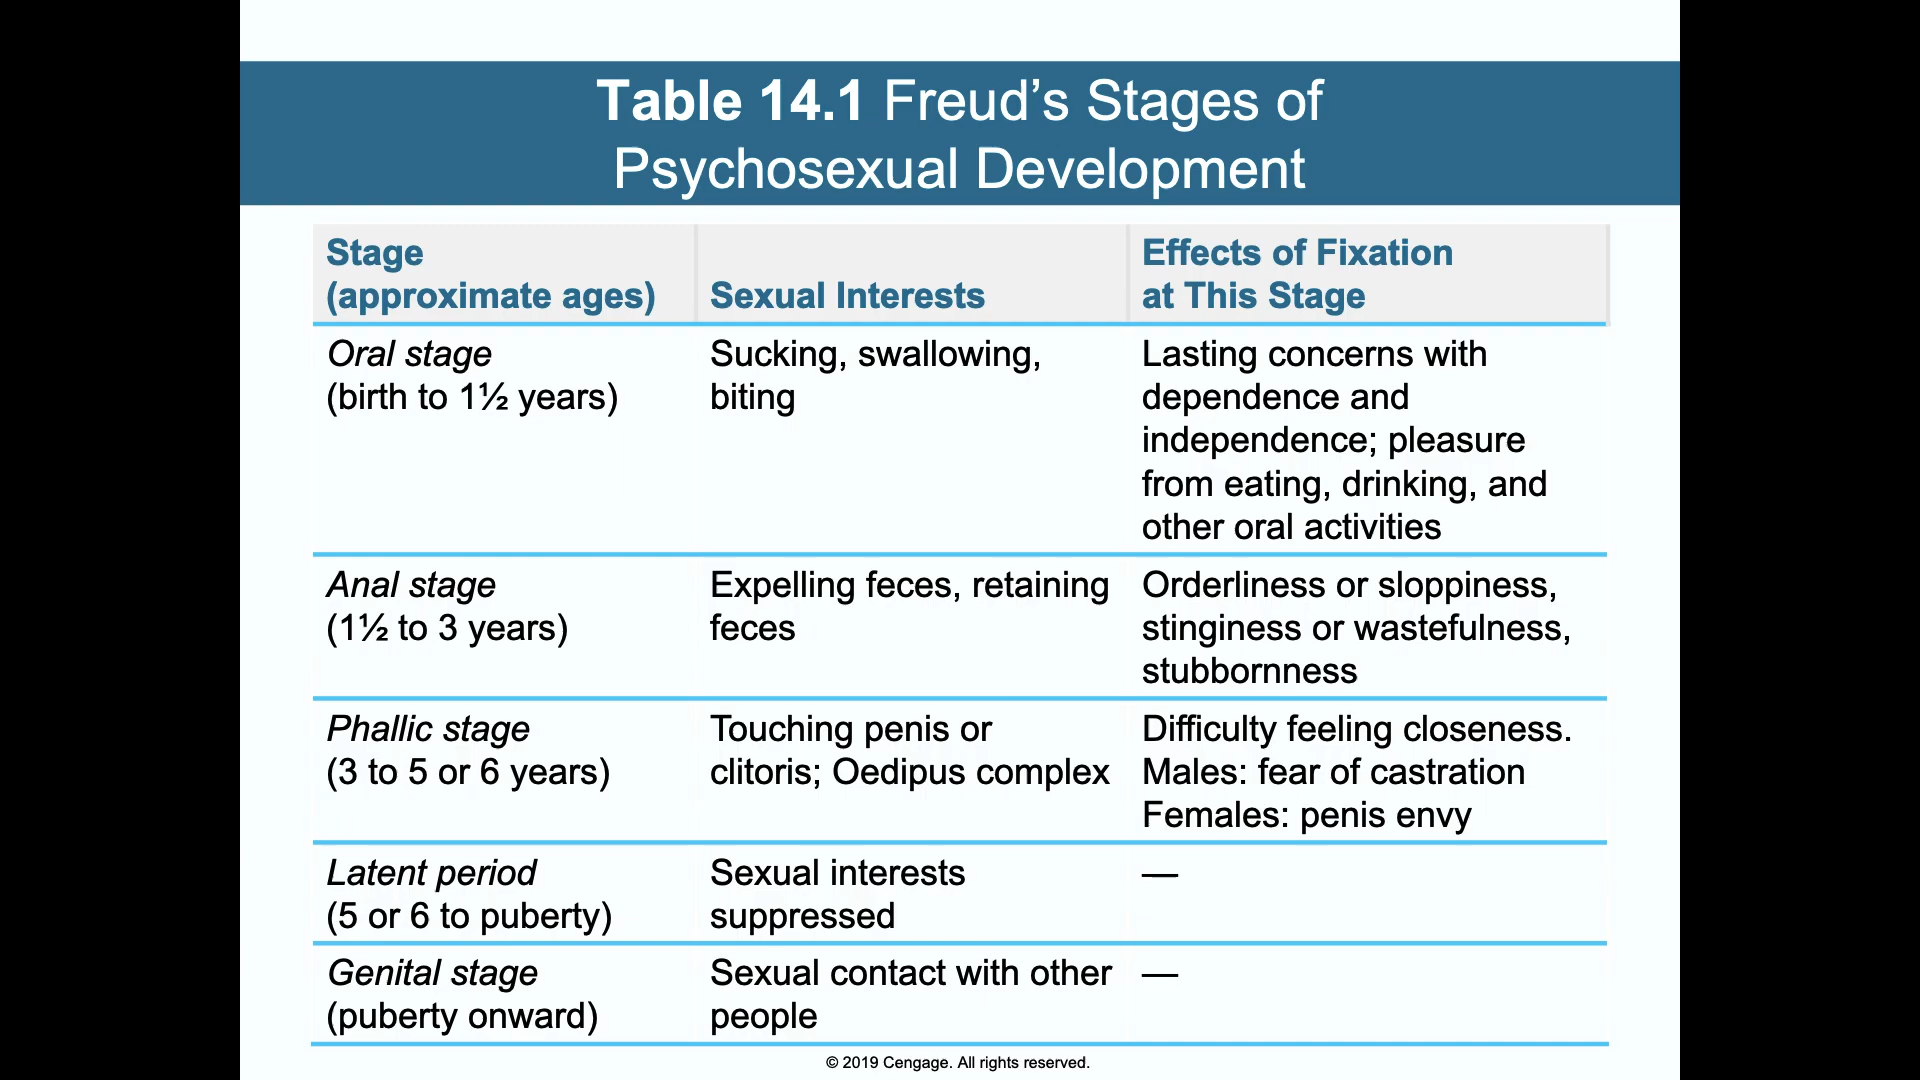 Table 14.1 Freud’s Stages of
Psychosexual Development
Stage
(approximate ages)
Sexual Interests
Effects of Fixation
at This Stage
Oral stage
(birth to 1½ years)
Sucking, swallowing,
biting
Lasting concerns with
dependence and
independence; pleasure
from eating, drinking, and
other oral activities
Anal stage
(1½ to 3 years)
Expelling feces, retaining
feces
Orderliness or sloppiness,
stinginess or wastefulness,
stubbornness
Phallic stage
(3 to 5 or 6 years)
Touching penis or
clitoris; Oedipus complex
Difficulty feeling closeness.
Males: fear of castration
Females: penis envy
Latent period
(5 or 6 to puberty)
Sexual interests
suppressed
—
Genital stage
(puberty onward)
Sexual contact with other
people
—
© 2019 Cengage. All rights reserved.